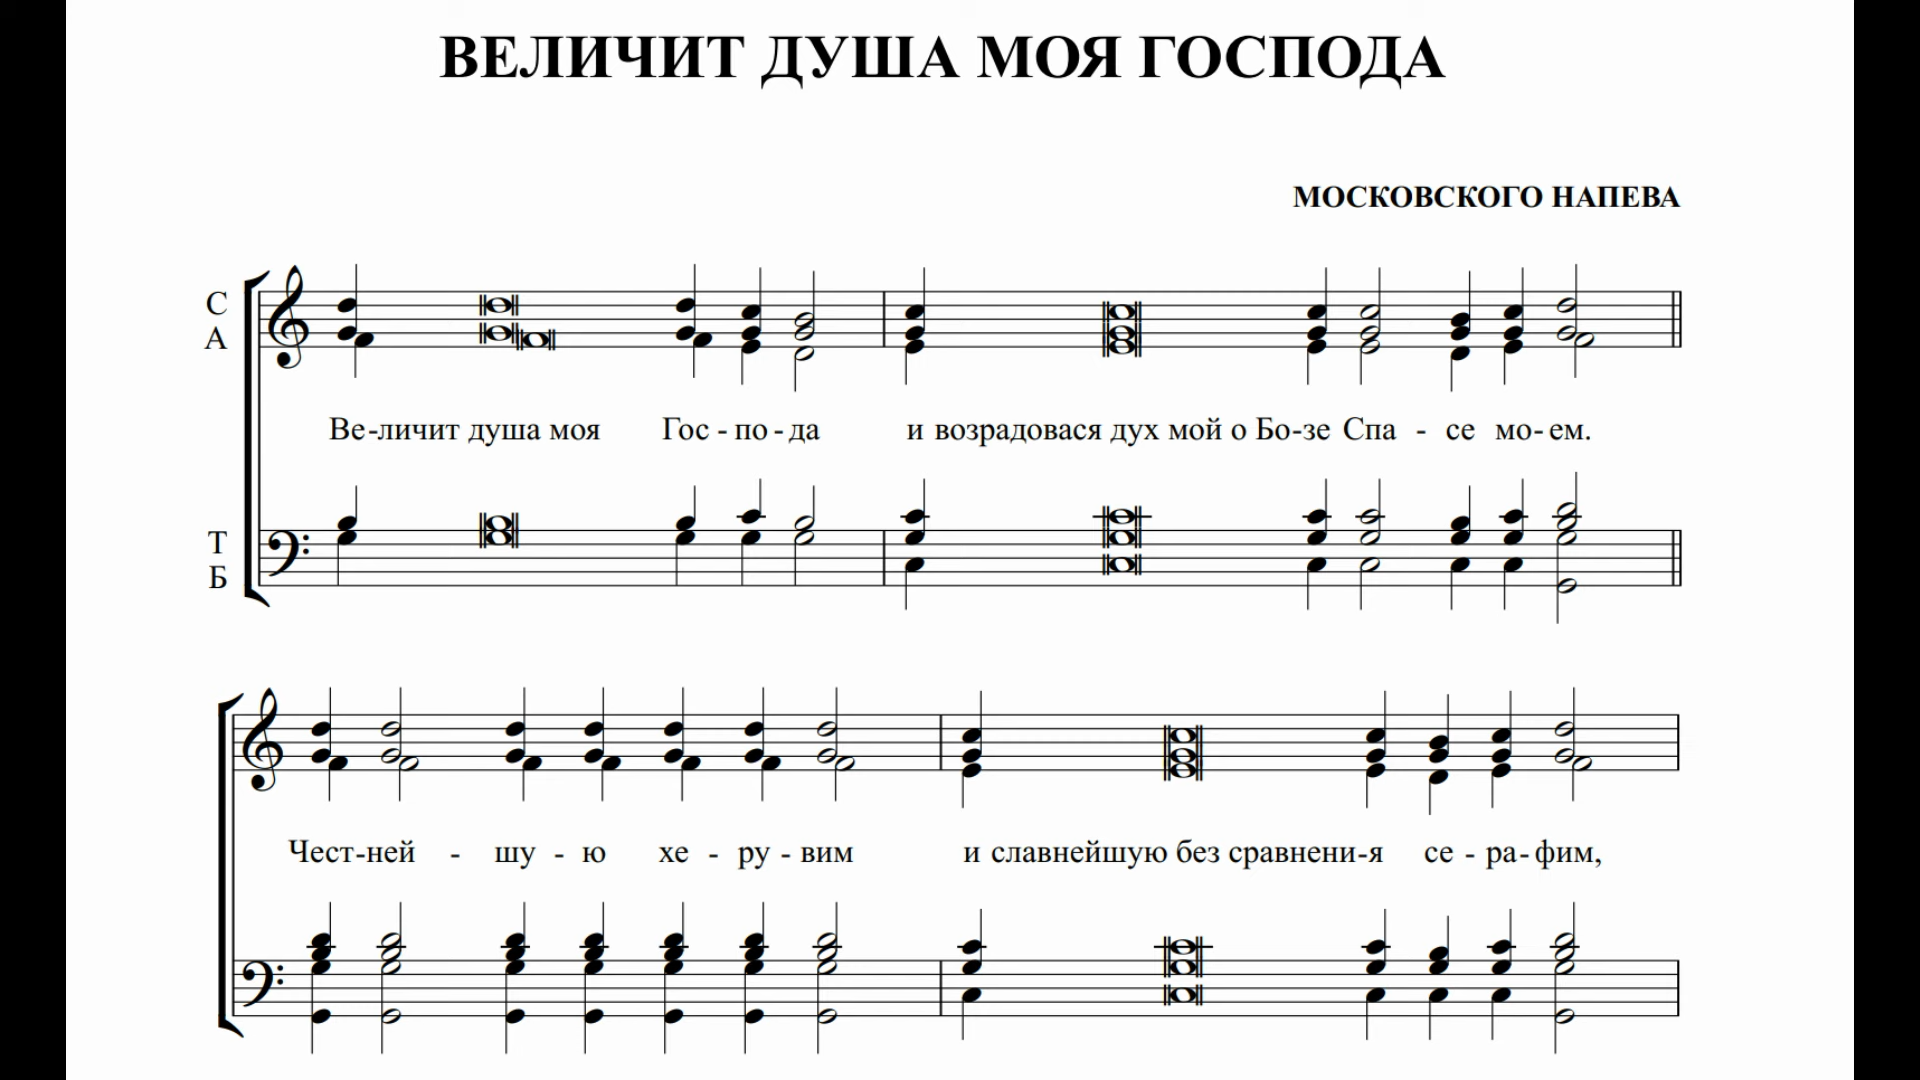 ВЕЛИЧИТ ДУША МОЯ ГОСПОДА
МОСКОВСКОГО НАПЕВА
С
А
Ве-личит душа моя Гос - по - да и возрадовася дух мой о Бо-зе Спа - се мо- ем.
Т
Б
Чест-ней - шу - ю хе - ру - вим и славнейшую без сравнени-я се - ра- фим,